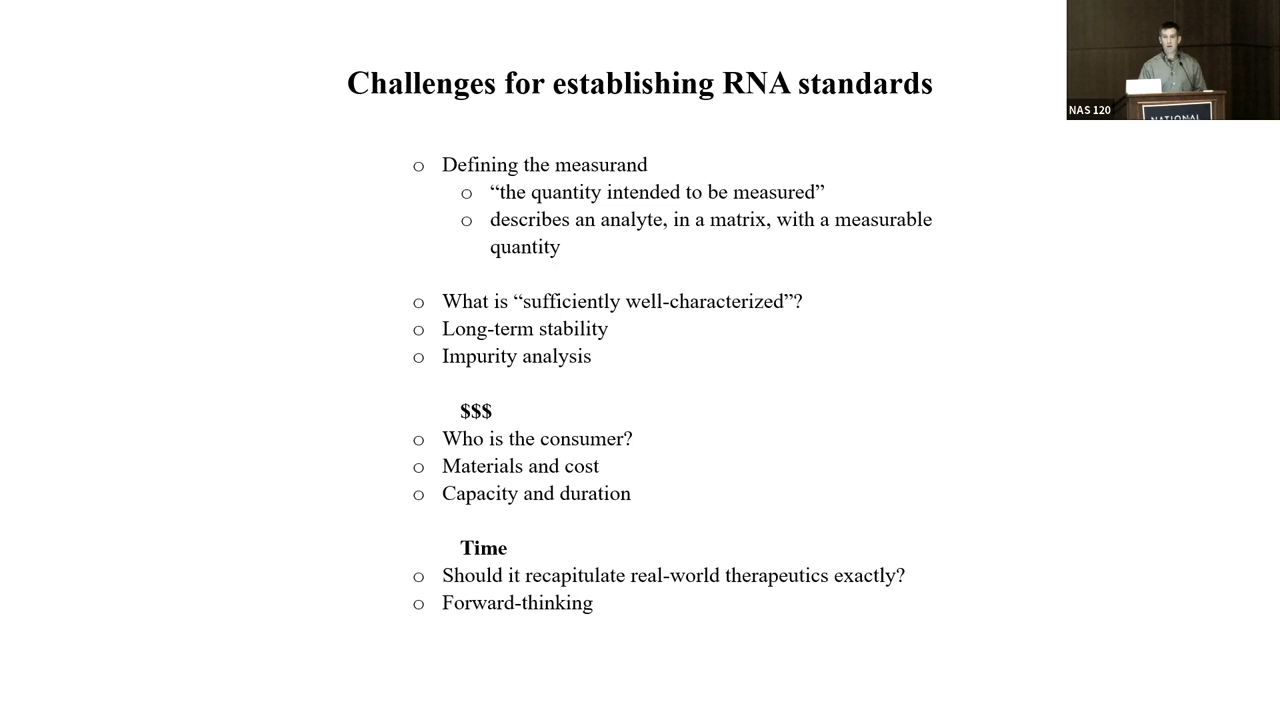 Challenges for establishing RNA standards
NAS 120
NATIONAL
o Defining the measurand
o “the quantity intended to be measured”
o describes an analyte, in a matrix, with a measurable
quantity
o What is “sufficiently well-characterized”?
o Long-term stability
o Impurity analysis
$$$
o Who is the consumer?
o Materials and cost
o Capacity and duration
Time
o Should it recapitulate real-world therapeutics exactly?
o Forward-thinking